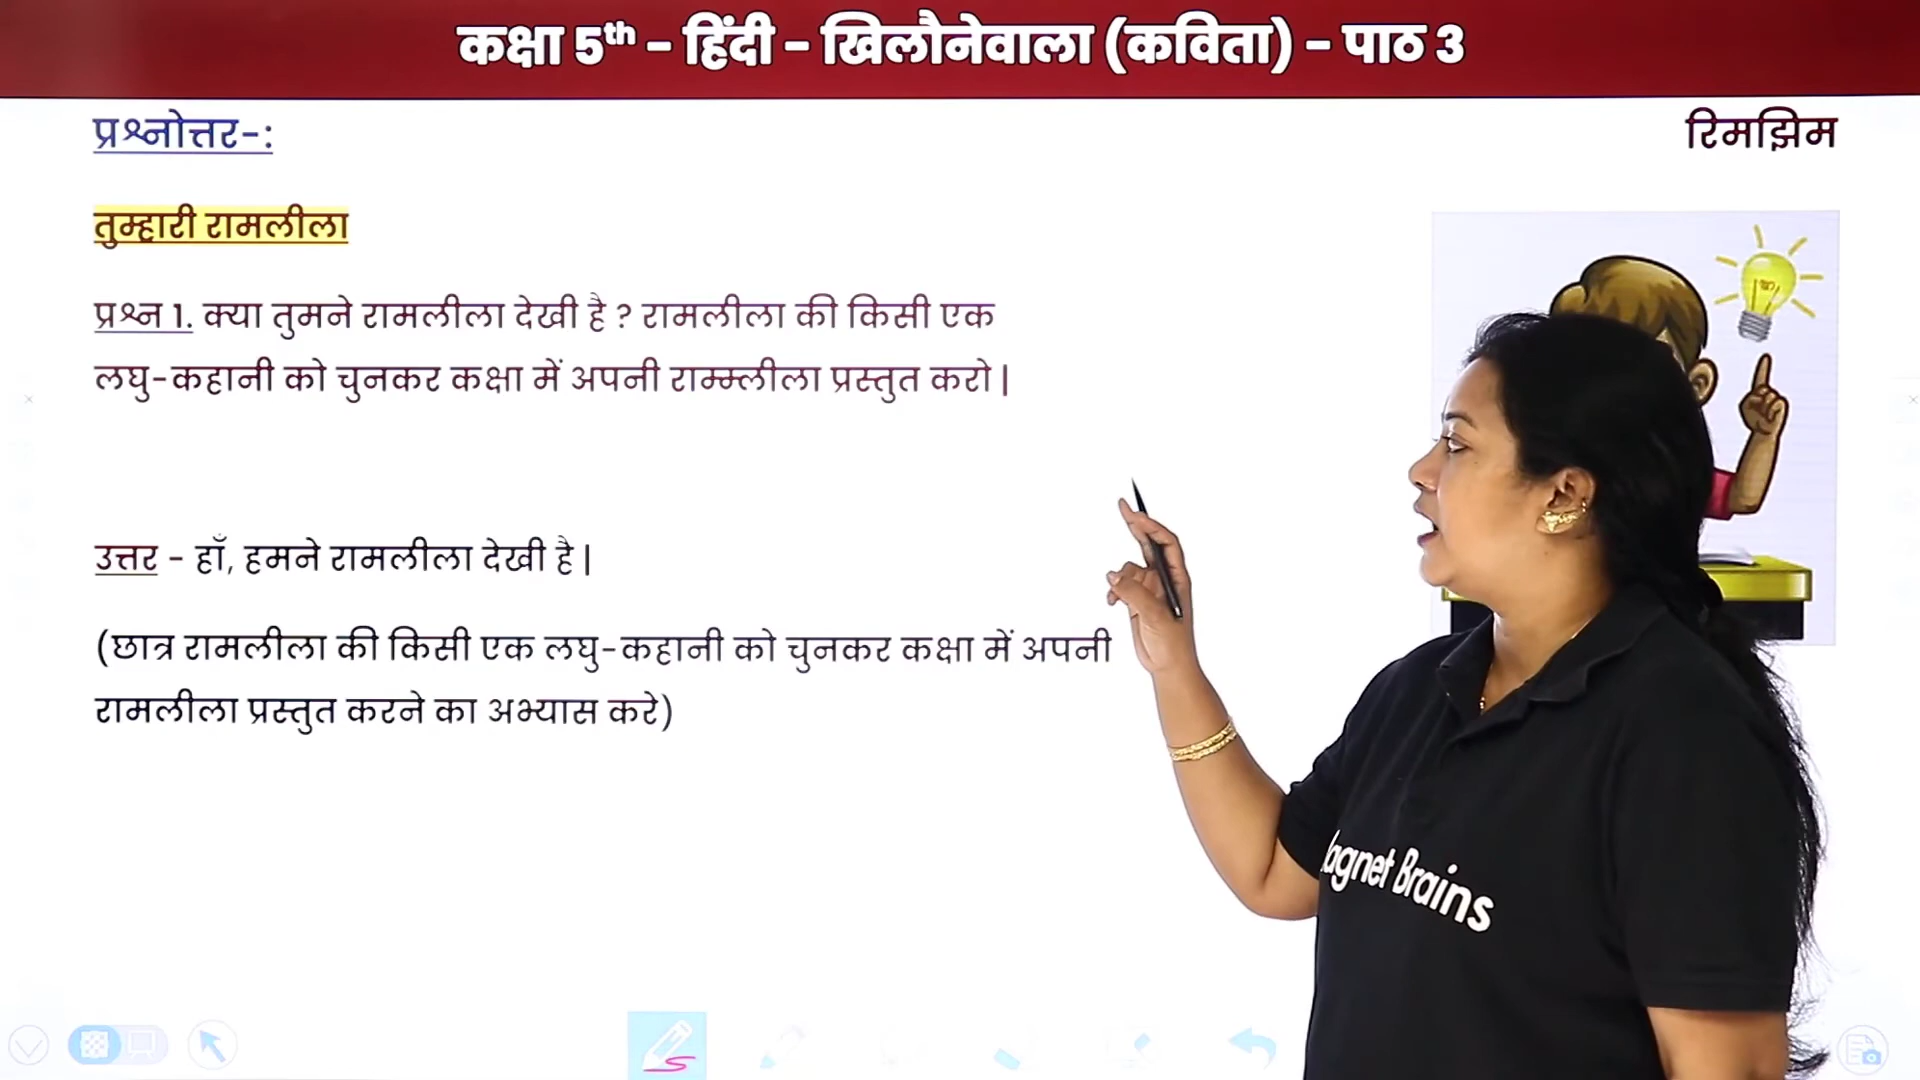 कक्षा 5th - हिंदी - खिलौनेवाला (कविता) - पाठ 3
प्रश्नोत्तर-:
रिमझिम
तुम्हारी रामलीला
प्रश्न 1. क्या तुमने रामलीला देखी है ? रामलीला की किसी एक
लघु-कहानी को चुनकर कक्षा में अपनी राम्म्लीला प्रस्तुत करो |
उत्तर - हाँ, हमने रामलीला देखी है |
(छात्र रामलीला की किसी एक लघु-कहानी को चुनकर कक्षा में अपनी
रामलीला प्रस्तुत करने का अभ्यास करे)
agnet Brains